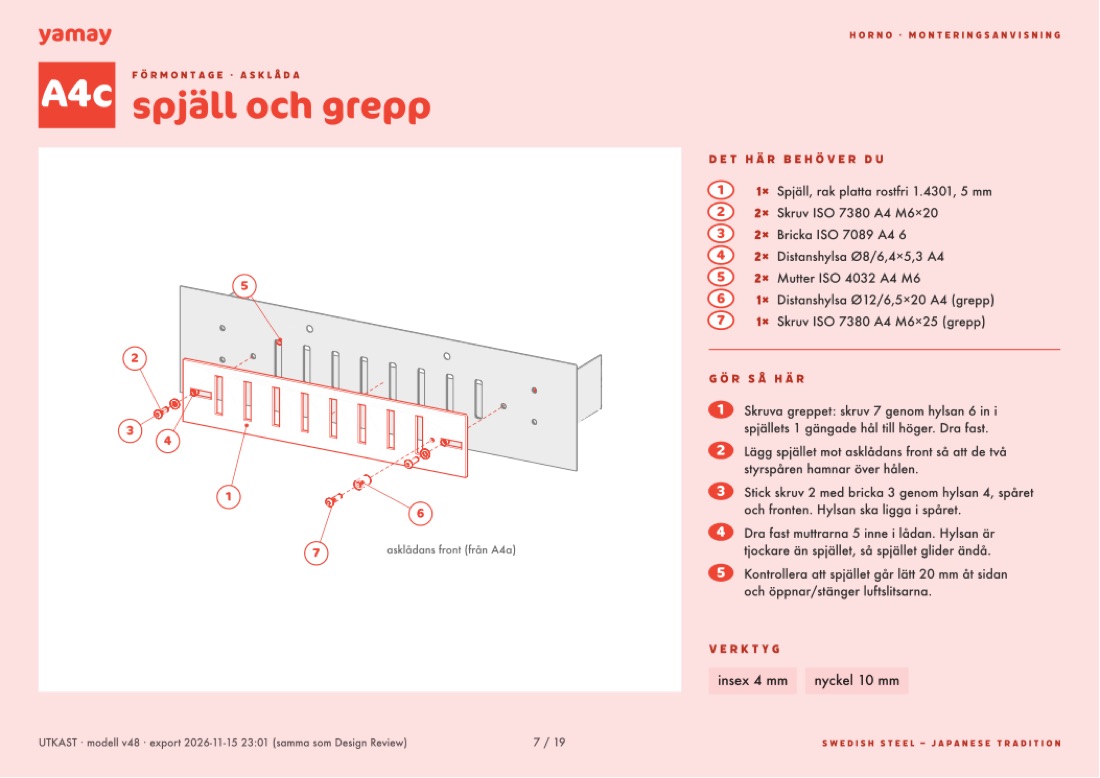 yamay
HORNO · MONTERINGSANVISNING
A4c
FÖRMONTAGE · ASKLÅDA
spjäll och grepp
5
2
3
4
1
6
7
asklådans front (från A4a)
DET HÄR BEHÖVER DU
1 1× Spjäll, rak platta rostfri 1.4301, 5 mm
2 2× Skruv ISO 7380 A4 M6×20
3 2× Bricka ISO 7089 A4 6
4 2× Distanshylsa Ø8/6,4×5,3 A4
5 2× Mutter ISO 4032 A4 M6
6 1× Distanshylsa Ø12/6,5×20 A4 (grepp)
7 1× Skruv ISO 7380 A4 M6×25 (grepp)
GÖR SÅ HÄR
1 Skruva greppet: skruv 7 genom hylsan 6 in i
spjällets 1 gängade hål till höger. Dra fast.
2 Lägg spjället mot asklådans front så att de två
styrspåren hamnar över hålen.
3 Stick skruv 2 med bricka 3 genom hylsan 4, spåret
och fronten. Hylsan ska ligga i spåret.
4 Dra fast muttrarna 5 inne i lådan. Hylsan är
tjockare än spjället, så spjället glider ändå.
5 Kontrollera att spjället går lätt 20 mm åt sidan
och öppnar/stänger luftslitsarna.
VERKTYG
insex 4 mm
nyckel 10 mm
UTKAST · modell v48 · export 2026-11-15 23:01 (samma som Design Review)
7 / 19
SWEDISH STEEL – JAPANESE TRADITION